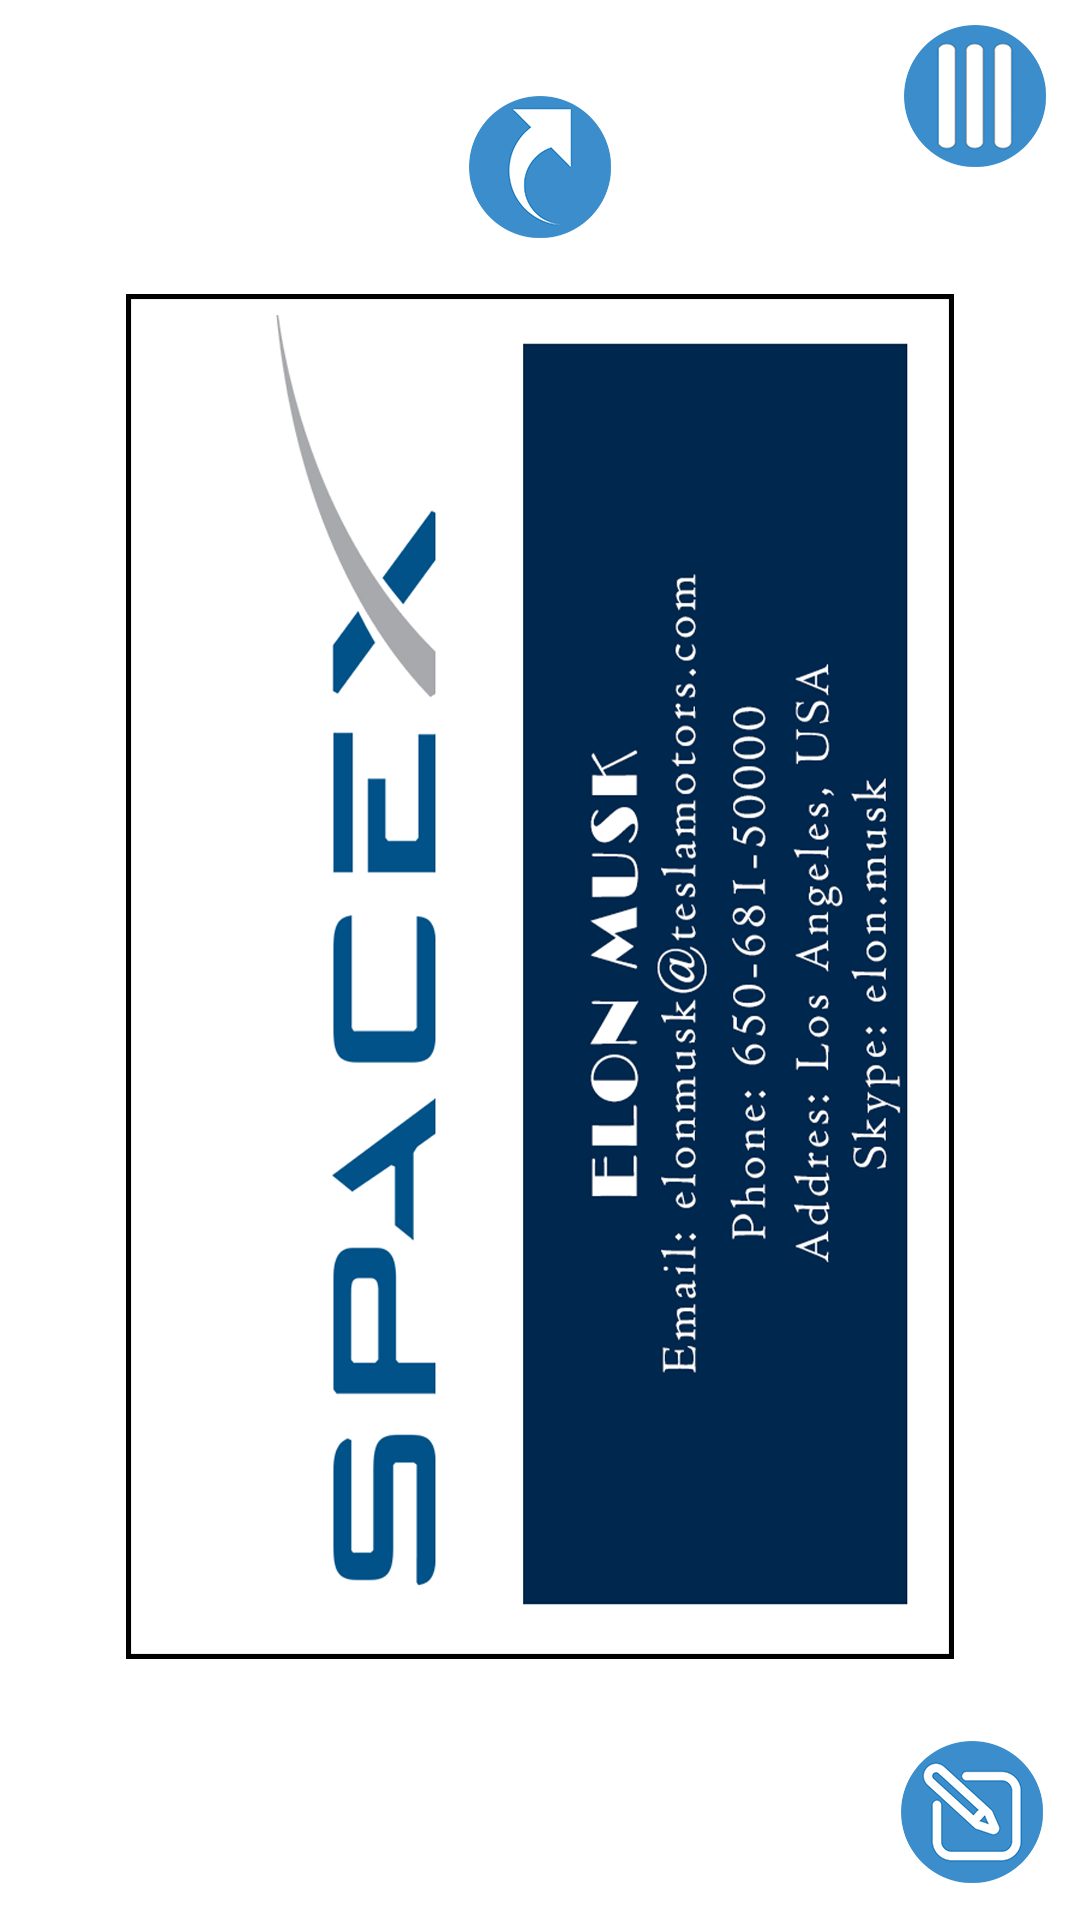 SPACEX
ELON MUSK
Email: elonmusk@teslamotors.com
Phone: 650-681-50000
Addres: Los Angeles, USA
Skype: elon.musk